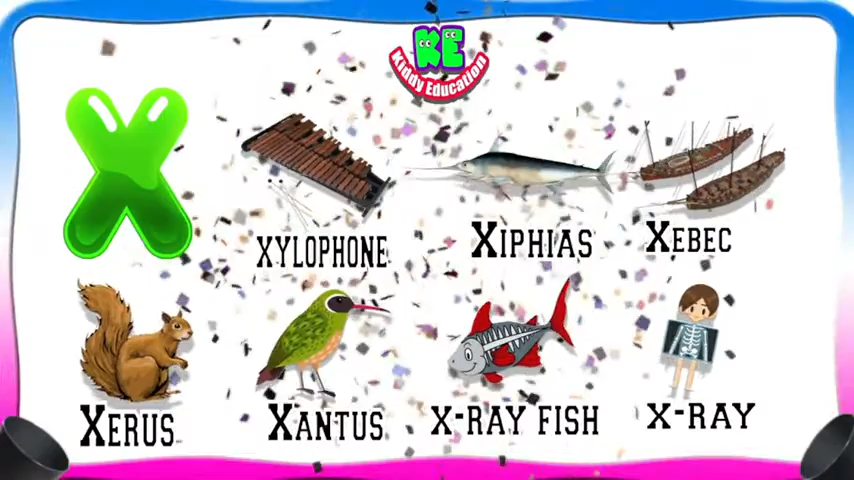 KE
Kiddy Education
X
XYLOPHONE
XIPHIAS
XEBEC
XERUS
XANTUS
X-RAY FISH
X-RAY